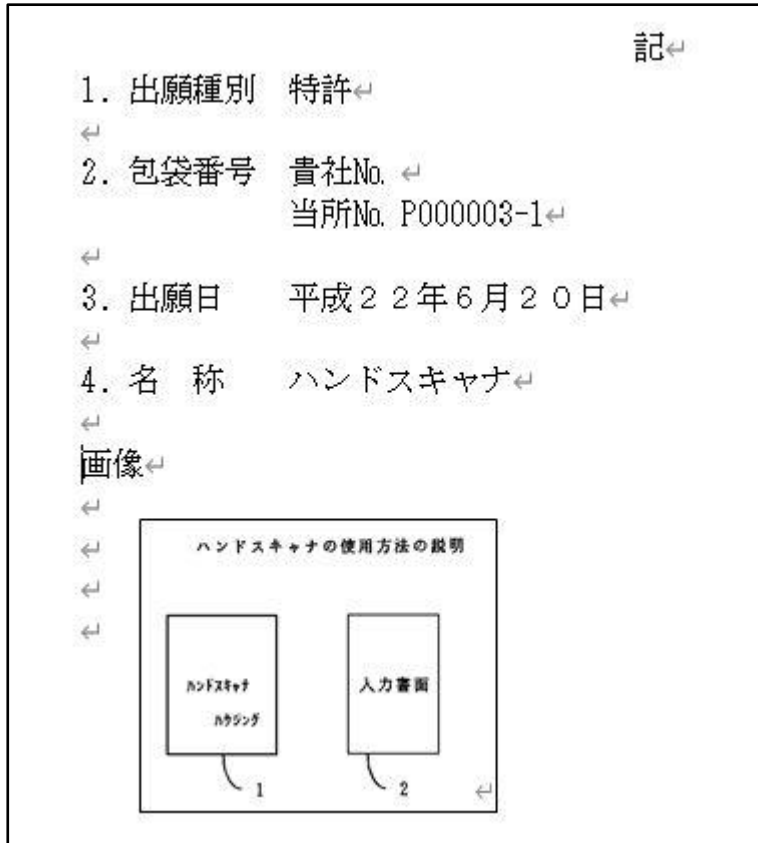 記
1. 出願種別　特許
2. 包袋番号　貴社№
当所№ P000003-1
3. 出願日　平成２２年６月２０日
4. 名　称　ハンドスキャナ
画像
ハンドスキャナの使用方法の説明
ﾊﾝﾄﾞｽｷｬﾅ
ﾊｳｼﾞﾝｸﾞ
入力書面
1
2